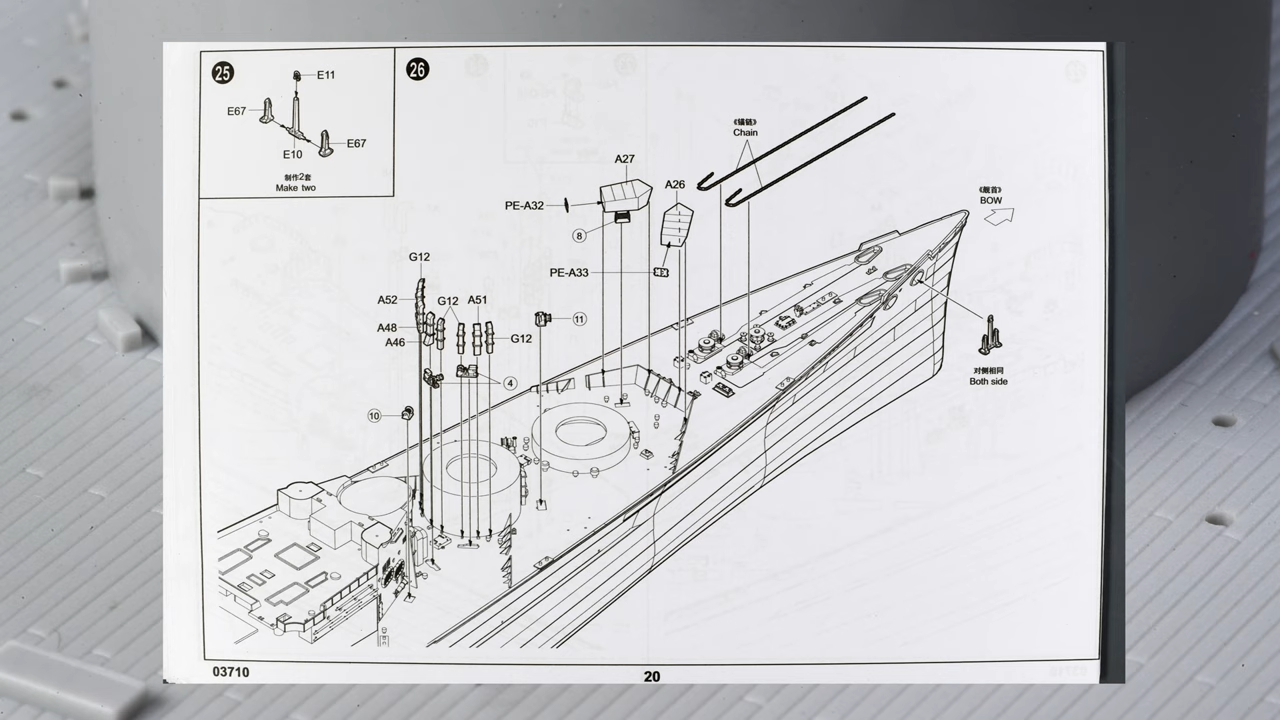 25
E11
E67
E67
E10
制作2套
Make two
26
《锚链》
Chain
A27
A26
PE-A32
8
PE-A33
《舰首》
BOW
G12
A52
G12
A51
A48
A46
G12
11
4
10
对侧相同
Both side
03710
20